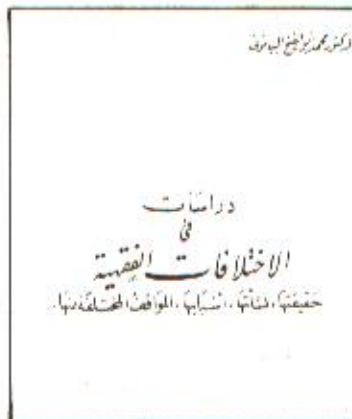 دكتور محمد أبو الفتح البيانوني
دراسات
في
الاختلافات الفقهية
حقيقتها، نشأتها، أسبابها، المواقف المختلفة منها.